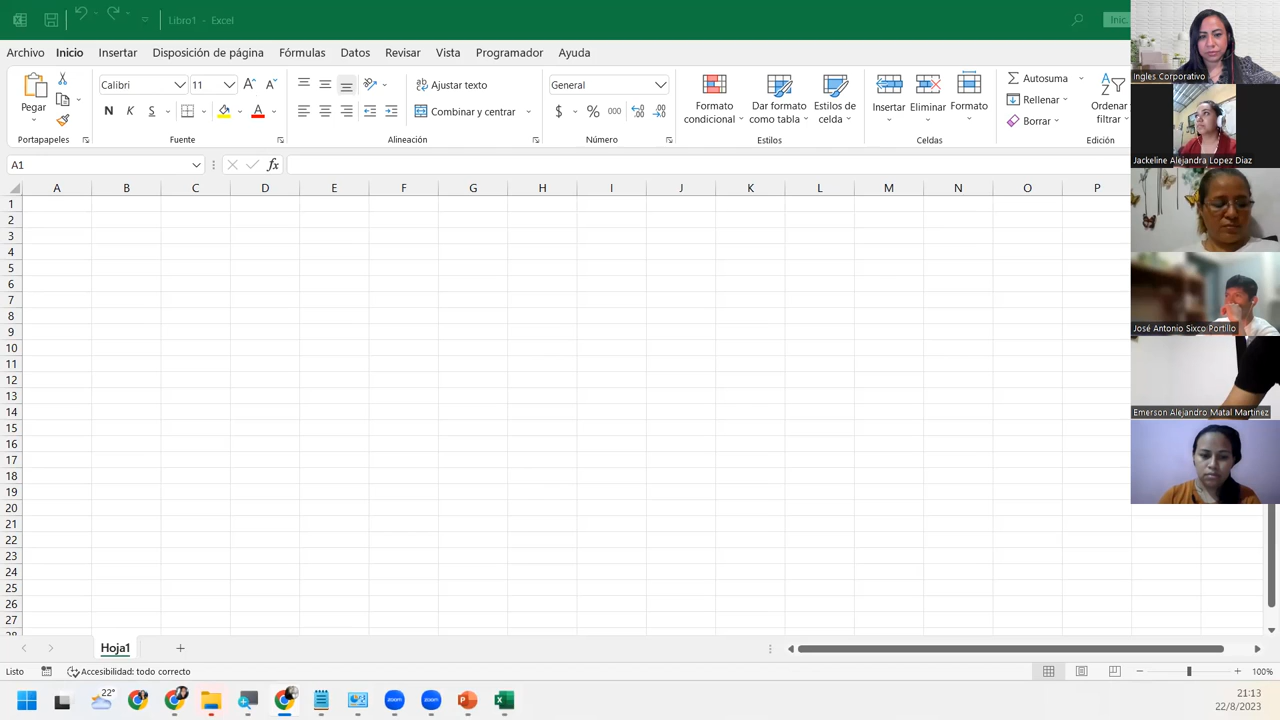 Libro1 - Excel
Inic
Archivo Inicio Insertar Disposición de página Fórmulas Datos Revisar Vista Programador Ayuda
Pegar
Portapapeles
Calibri 11
N K S
Fuente
Ajustar texto
Combinar y centrar
Alineación
General
$ % 000
Número
Formato condicional
Dar formato como tabla
Estilos de celda
Estilos
Insertar Eliminar Formato
Celdas
Autosuma
Rellenar
Borrar
Ordenar
filtrar
Edición
A1
fx
A B C D E F G H I J K L M N O P
1
2
3
4
5
6
7
8
9
10
11
12
13
14
15
16
17
18
19
20
21
22
23
24
25
26
27
28
Ingles Corporativo
Jackeline Alejandra Lopez Diaz
José Antonio Sixco Portillo
Emerson Alejandro Matal Martinez
Hoja1
Listo
Accesibilidad: todo correcto
100%
22°
zoom
zoom
21:13
22/8/2023